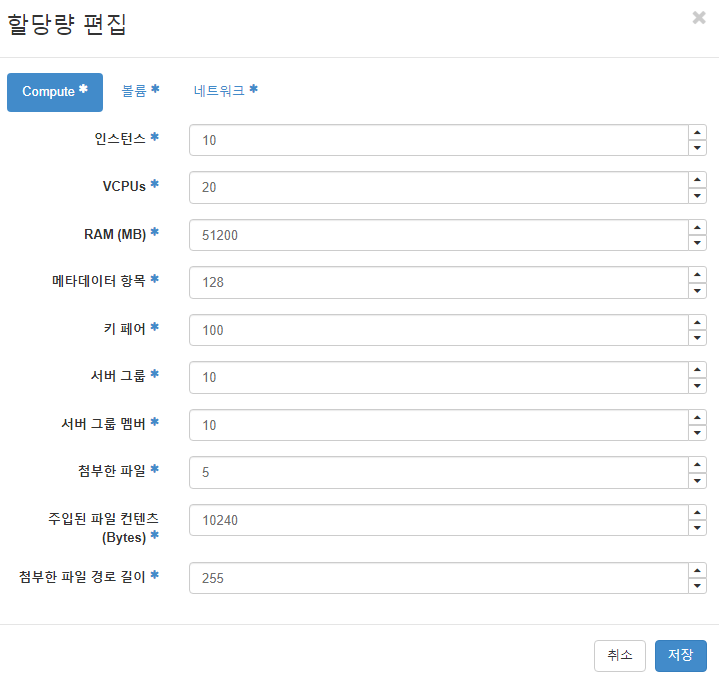 할당량 편집
×
Compute * 볼륨 * 네트워크 *
인스턴스 * 10
VCPUs * 20
RAM (MB) * 51200
메타데이터 항목 * 128
키 페어 * 100
서버 그룹 * 10
서버 그룹 멤버 * 10
첨부한 파일 * 5
주입된 파일 컨텐츠
(Bytes) * 10240
첨부한 파일 경로 길이 * 255
취소 저장